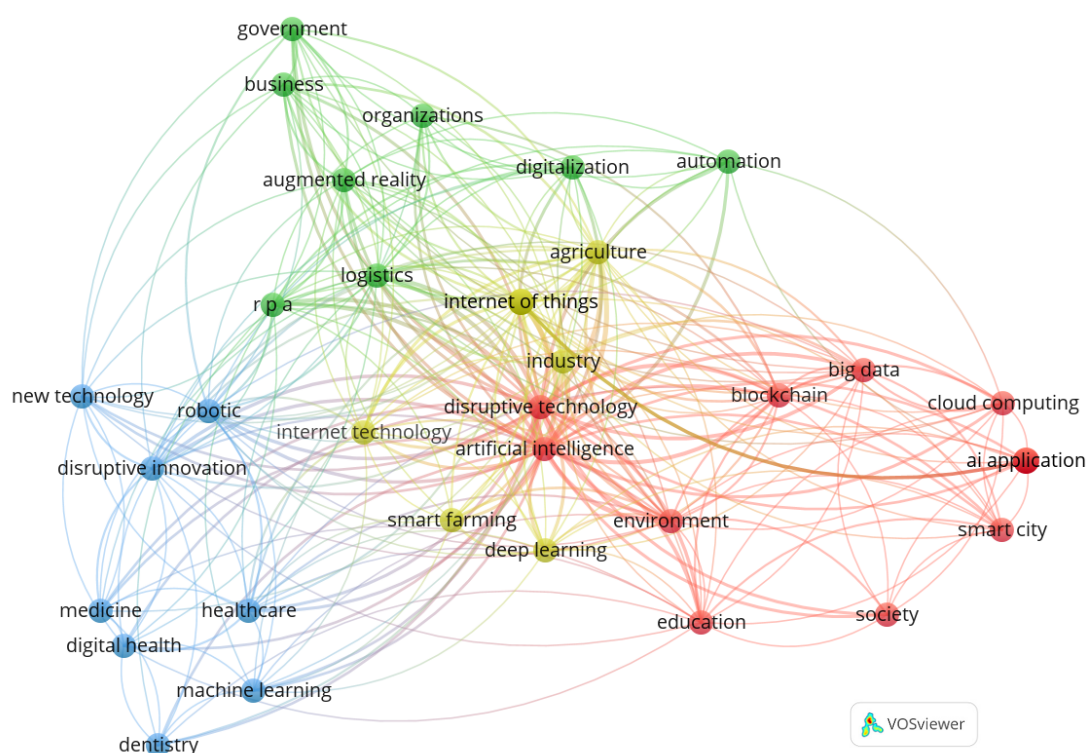 government
business
organizations
automation
digitalization
augmented reality
agriculture
logistics
internet of things
r p a
industry
big data
new technology
blockchain
cloud computing
robotic
disruptive technology
internet technology
artificial intelligence
ai application
disruptive innovation
smart farming
environment
smart city
deep learning
medicine
healthcare
society
education
digital health
machine learning
VOSviewer
dentistry